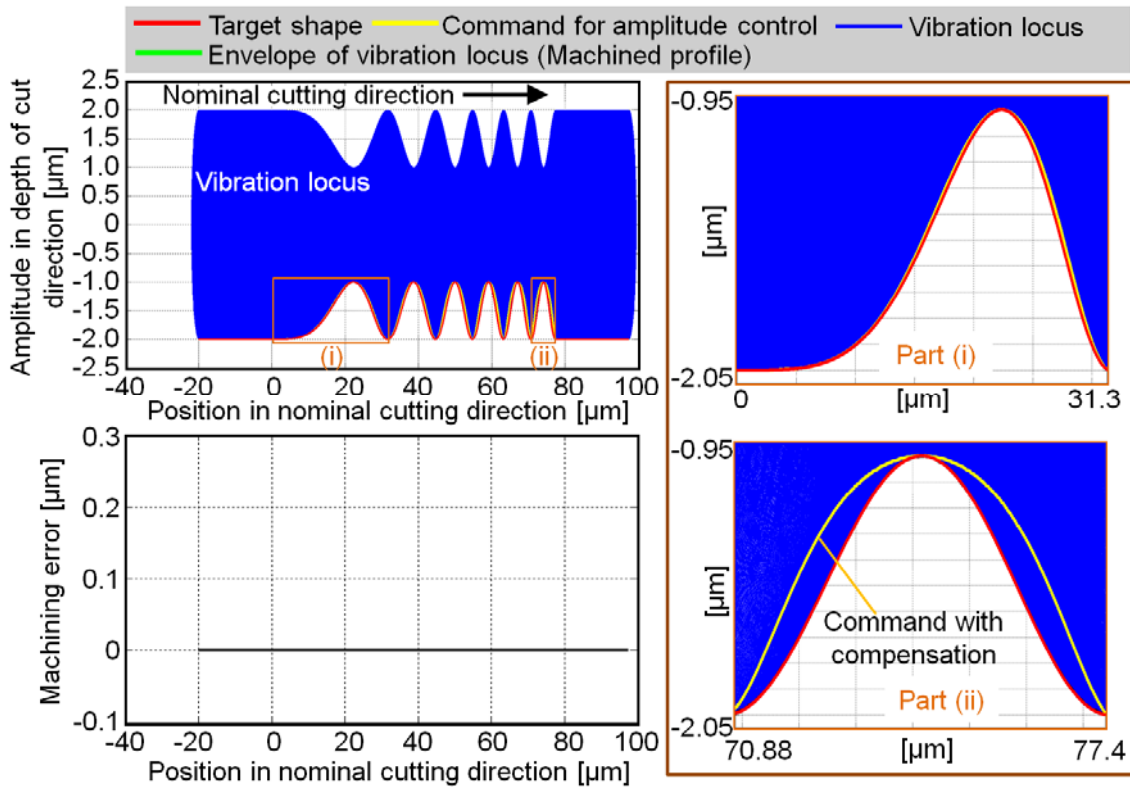 Target shape
Command for amplitude control
Vibration locus
Envelope of vibration locus (Machined profile)
Amplitude in depth of cut
direction [µm]
2.5
2.0
1.5
1.0
0.5
0
-0.5
-1.0
-1.5
-2.0
-2.5
Nominal cutting direction
Vibration locus
(i)
(ii)
-40
-20
0
20
40
60
80
100
Position in nominal cutting direction [µm]
Machining error [µm]
0.3
0.2
0.1
0
-0.1
-40
-20
0
20
40
60
80
100
Position in nominal cutting direction [µm]
-0.95
[µm]
-2.05
Part (i)
0
[µm]
31.3
-0.95
[µm]
-2.05
Command with
compensation
Part (ii)
70.88
[µm]
77.4